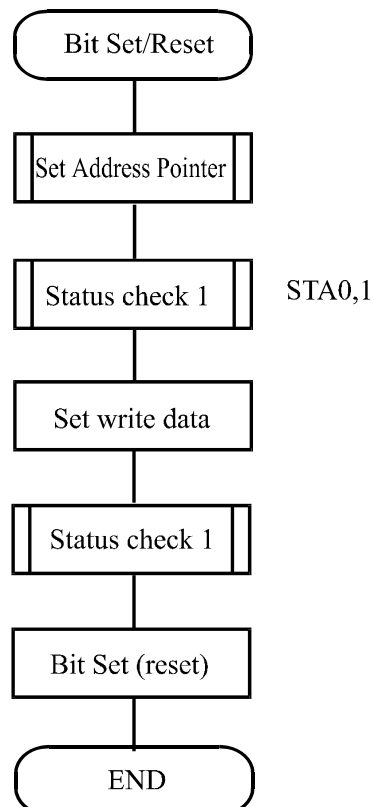 Bit Set/Reset
Set Address Pointer
Status check 1
STA0,1
Set write data
Status check 1
Bit Set (reset)
END